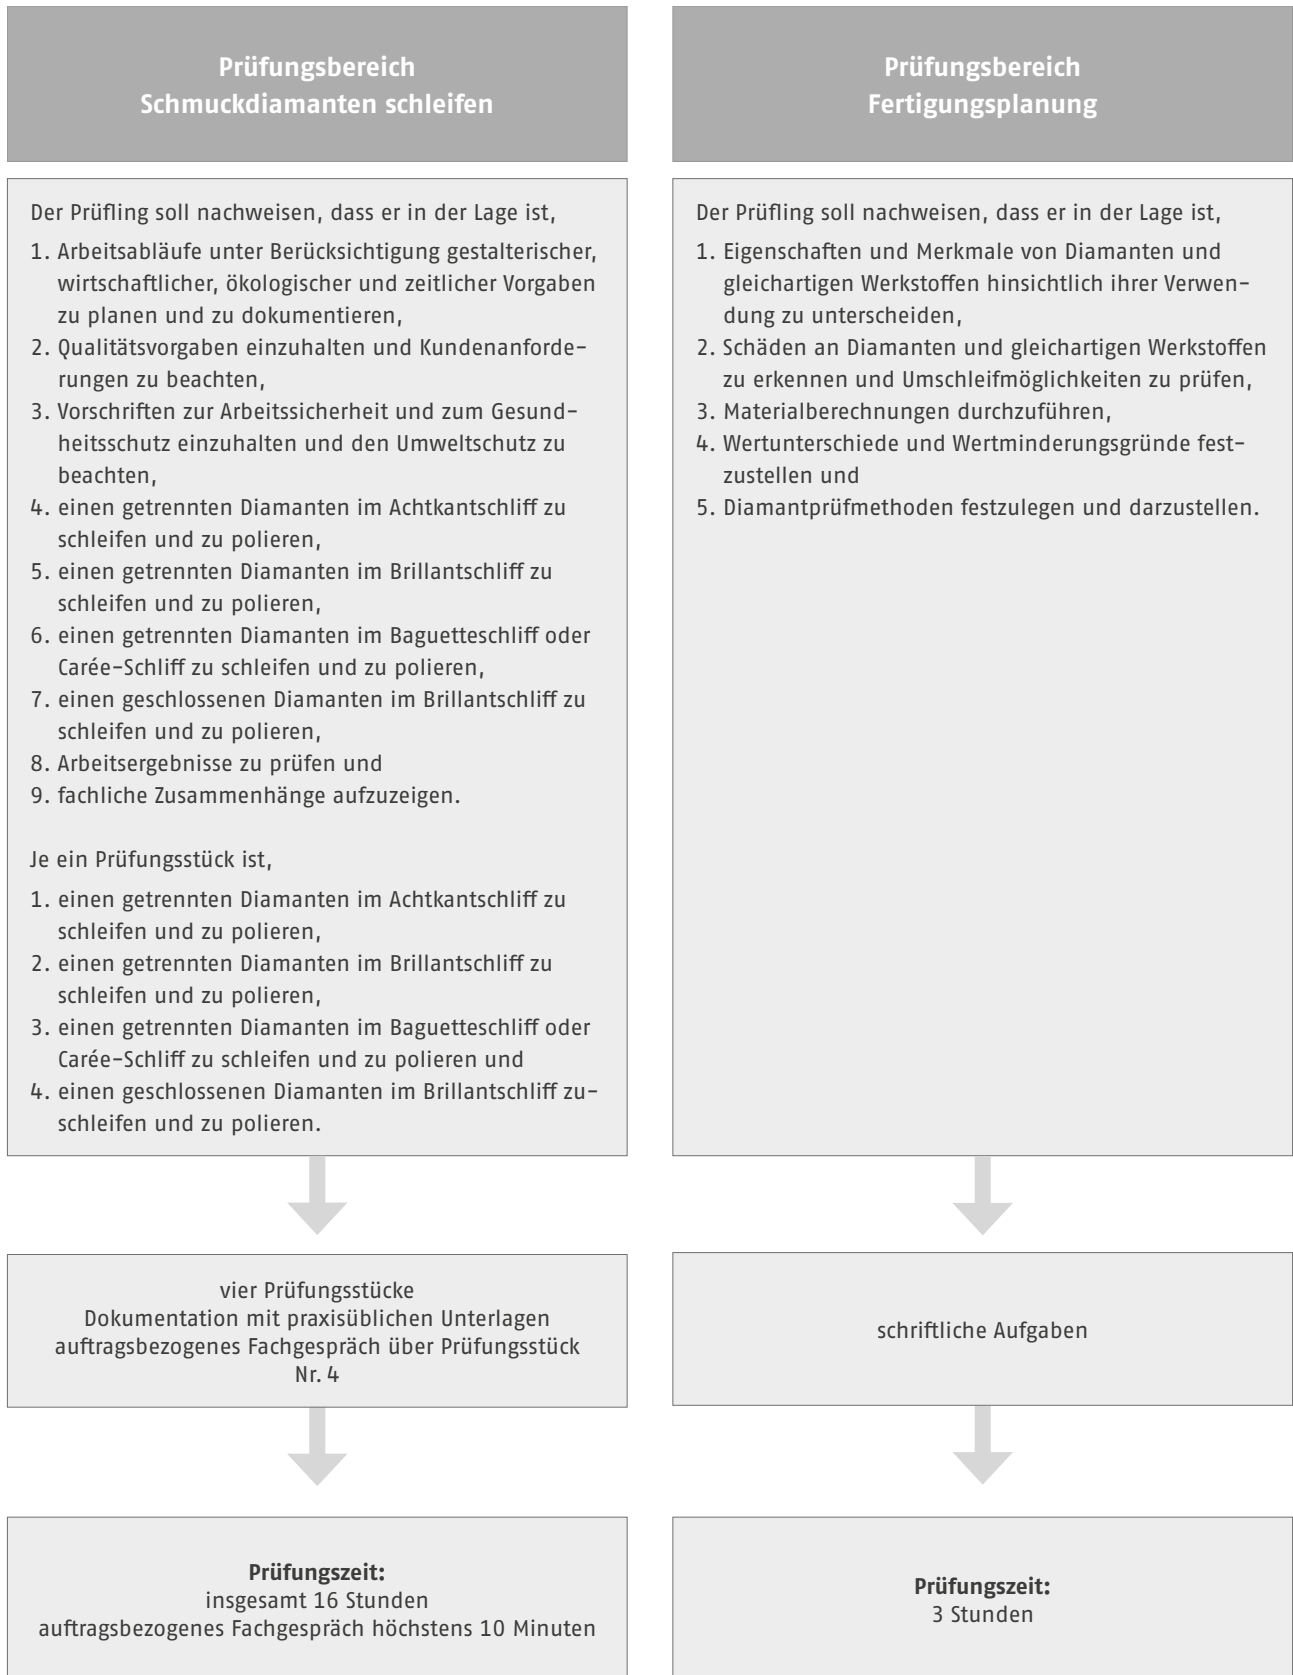 Prüfungsbereich
Schmuckdiamanten schleifen
Der Prüfling soll nachweisen, dass er in der Lage ist,
1. Arbeitsabläufe unter Berücksichtigung gestalterischer,
wirtschaftlicher, ökologischer und zeitlicher Vorgaben
zu planen und zu dokumentieren,
2. Qualitätsvorgaben einzuhalten und Kundenanforde-
rungen zu beachten,
3. Vorschriften zur Arbeitssicherheit und zum Gesund-
heitsschutz einzuhalten und den Umweltschutz zu
beachten,
4. einen getrennten Diamanten im Achtkantschliff zu
schleifen und zu polieren,
5. einen getrennten Diamanten im Brillantschliff zu
schleifen und zu polieren,
6. einen getrennten Diamanten im Baguetteschliff oder
Carée-Schliff zu schleifen und zu polieren,
7. einen geschlossenen Diamanten im Brillantschliff zu
schleifen und zu polieren,
8. Arbeitsergebnisse zu prüfen und
9. fachliche Zusammenhänge aufzuzeigen.
Je ein Prüfungsstück ist,
1. einen getrennten Diamanten im Achtkantschliff zu
schleifen und zu polieren,
2. einen getrennten Diamanten im Brillantschliff zu
schleifen und zu polieren,
3. einen getrennten Diamanten im Baguetteschliff oder
Carée-Schliff zu schleifen und zu polieren und
4. einen geschlossenen Diamanten im Brillantschliff zu-
schleifen und zu polieren.
vier Prüfungsstücke
Dokumentation mit praxisüblichen Unterlagen
auftragsbezogenes Fachgespräch über Prüfungsstück
Nr. 4
Prüfungszeit:
insgesamt 16 Stunden
auftragsbezogenes Fachgespräch höchstens 10 Minuten
Prüfungsbereich
Fertigungsplanung
Der Prüfling soll nachweisen, dass er in der Lage ist,
1. Eigenschaften und Merkmale von Diamanten und
gleichartigen Werkstoffen hinsichtlich ihrer Verwen-
dung zu unterscheiden,
2. Schäden an Diamanten und gleichartigen Werkstoffen
zu erkennen und Umschleifmöglichkeiten zu prüfen,
3. Materialberechnungen durchzuführen,
4. Wertunterschiede und Wertminderungsgründe fest-
zustellen und
5. Diamantprüfmethoden festzulegen und darzustellen.
schriftliche Aufgaben
Prüfungszeit:
3 Stunden